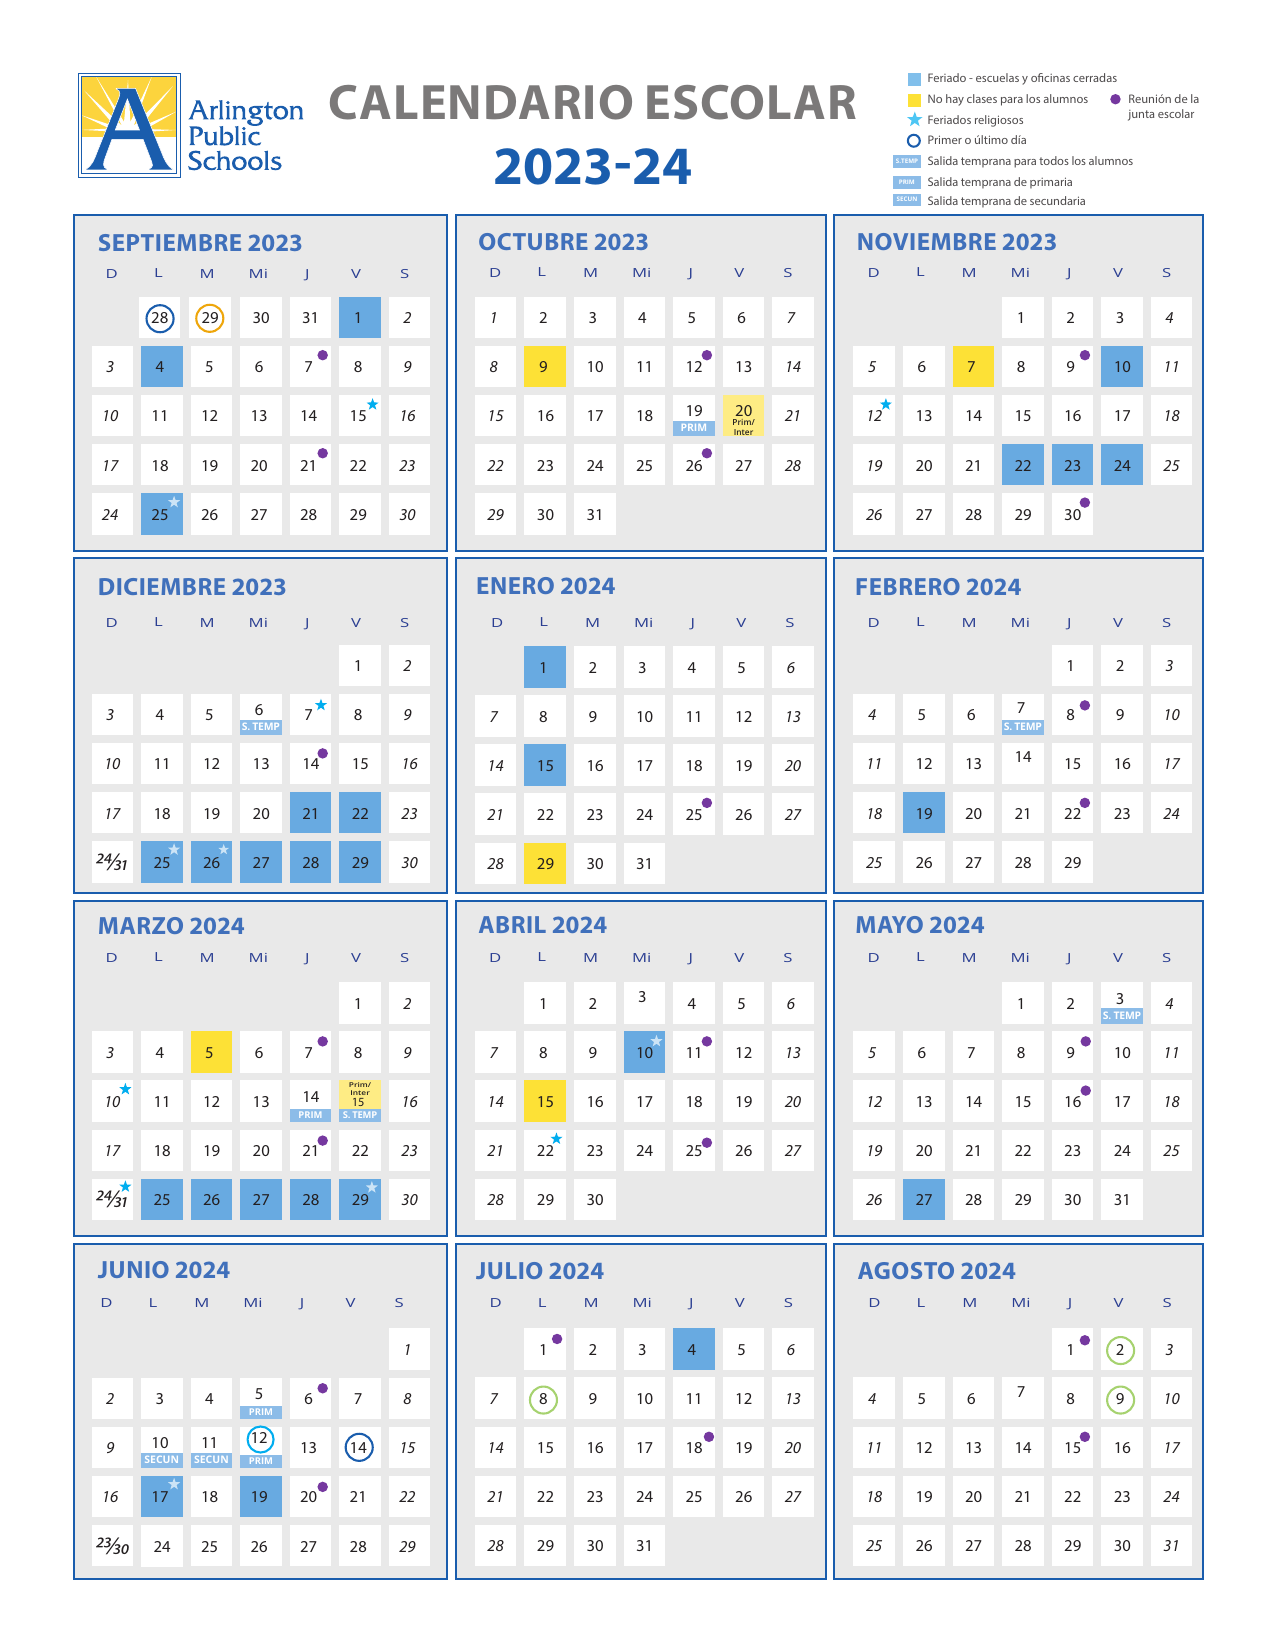 Arlington
Public
Schools
CALENDARIO ESCOLAR
2023-24
Feriado - escuelas y oficinas cerradas
No hay clases para los alumnos
Reunión de la
junta escolar
Feriados religiosos
Primer o último día
S.TEMP Salida temprana para todos los alumnos
PRIM Salida temprana de primaria
SECUN Salida temprana de secundaria
SEPTIEMBRE 2023
D L M Mi J V S
28 29 30 31 1 2
3 4 5 6 7 8 9
10 11 12 13 14 15 16
17 18 19 20 21 22 23
24 25 26 27 28 29 30
OCTUBRE 2023
D L M Mi J V S
1 2 3 4 5 6 7
8 9 10 11 12 13 14
15 16 17 18 19 20 21
PRIM Prim/
Inter
22 23 24 25 26 27 28
29 30 31
NOVIEMBRE 2023
D L M Mi J V S
1 2 3 4
5 6 7 8 9 10 11
12 13 14 15 16 17 18
19 20 21 22 23 24 25
26 27 28 29 30
DICIEMBRE 2023
D L M Mi J V S
1 2
3 4 5 6 7 8 9
S. TEMP
10 11 12 13 14 15 16
17 18 19 20 21 22 23
24/31 25 26 27 28 29 30
ENERO 2024
D L M Mi J V S
1 2 3 4 5 6
7 8 9 10 11 12 13
14 15 16 17 18 19 20
21 22 23 24 25 26 27
28 29 30 31
FEBRERO 2024
D L M Mi J V S
1 2 3
4 5 6 7 8 9 10
S. TEMP
11 12 13 14 15 16 17
18 19 20 21 22 23 24
25 26 27 28 29
MARZO 2024
D L M Mi J V S
1 2
3 4 5 6 7 8 9
Prim/
Inter
10 11 12 13 14 15 16
PRIM S. TEMP
17 18 19 20 21 22 23
24/31 25 26 27 28 29 30
ABRIL 2024
D L M Mi J V S
1 2 3 4 5 6
7 8 9 10 11 12 13
14 15 16 17 18 19 20
21 22 23 24 25 26 27
28 29 30
MAYO 2024
D L M Mi J V S
1 2 3 4
S. TEMP
5 6 7 8 9 10 11
12 13 14 15 16 17 18
19 20 21 22 23 24 25
26 27 28 29 30 31
JUNIO 2024
D L M Mi J V S
1
2 3 4 5 6 7 8
PRIM
9 10 11 12 13 14 15
SECUN SECUN PRIM
16 17 18 19 20 21 22
23/30 24 25 26 27 28 29
JULIO 2024
D L M Mi J V S
1 2 3 4 5 6
7 8 9 10 11 12 13
14 15 16 17 18 19 20
21 22 23 24 25 26 27
28 29 30 31
AGOSTO 2024
D L M Mi J V S
1 2 3
4 5 6 7 8 9 10
11 12 13 14 15 16 17
18 19 20 21 22 23 24
25 26 27 28 29 30 31